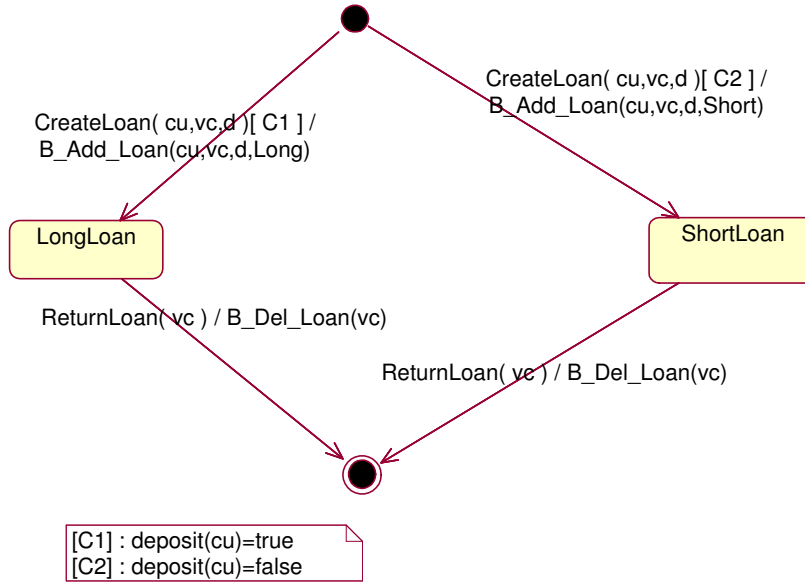 CreateLoan( cu,vc,d )[ C2 ] /
B_Add_Loan(cu,vc,d,Short)
CreateLoan( cu,vc,d )[ C1 ] /
B_Add_Loan(cu,vc,d,Long)
LongLoan
ShortLoan
ReturnLoan( vc ) / B_Del_Loan(vc)
ReturnLoan( vc ) / B_Del_Loan(vc)
[C1] : deposit(cu)=true
[C2] : deposit(cu)=false